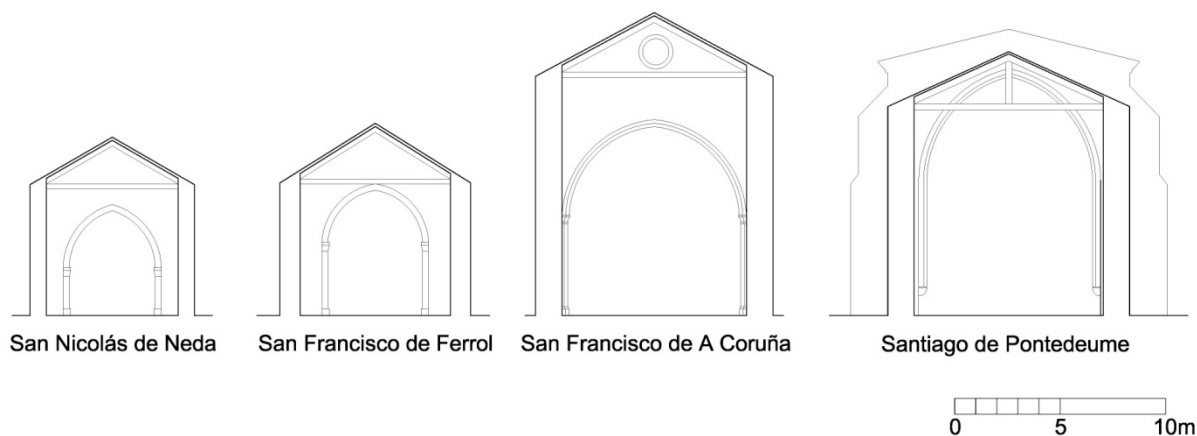 San Nicolás de Neda
San Francisco de Ferrol
San Francisco de A Coruña
Santiago de Pontedeume
0 5 10m